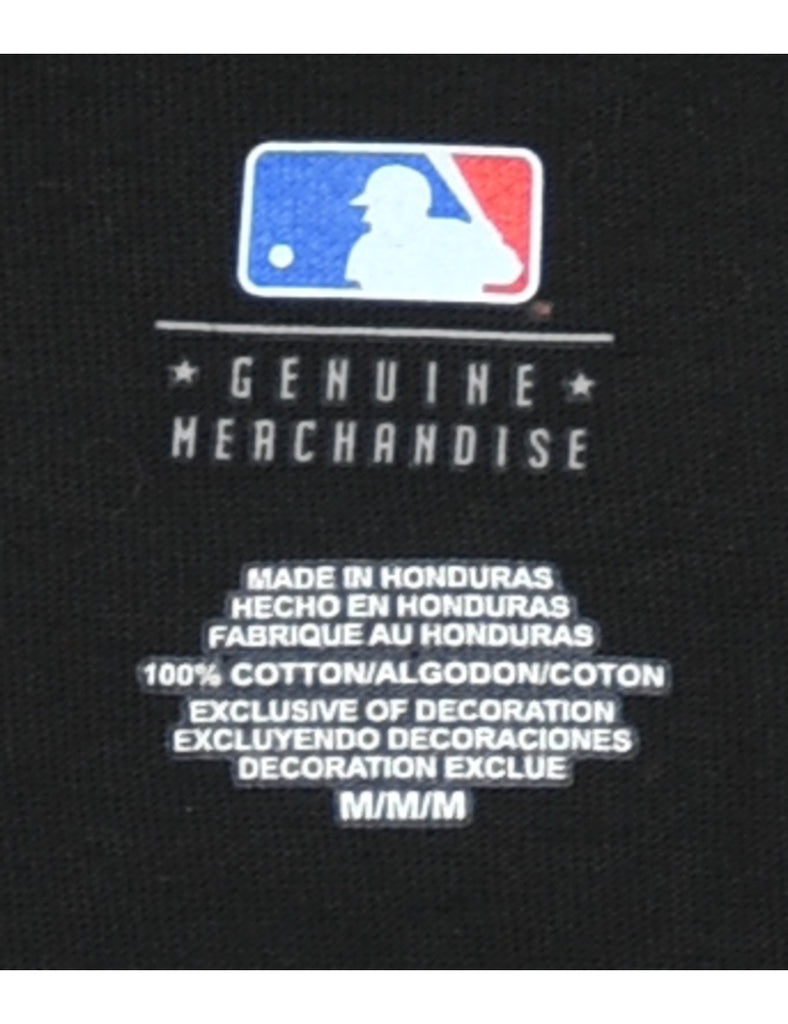 ★ GENUINE ★
MERCHANDISE
MADE IN HONDURAS
HECHO EN HONDURAS
FABRIQUE AU HONDURAS
100% COTTON/ALGODON/COTON
EXCLUSIVE OF DECORATION
EXCLUYENDO DECORACIONES
DECORATION EXCLUE
M/M/M